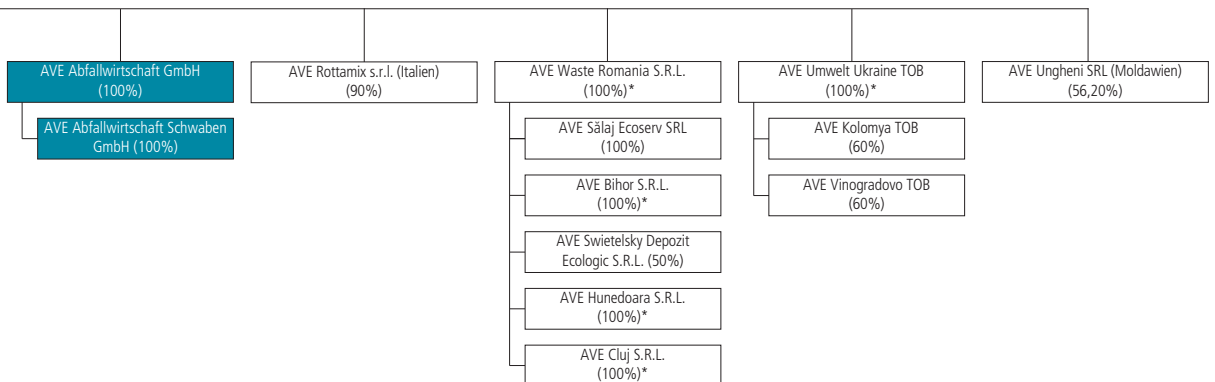 AVE Abfallwirtschaft GmbH
(100%)
AVE Abfallwirtschaft Schwaben
GmbH (100%)
AVE Rottamix s.r.l. (Italien)
(90%)
AVE Waste Romania S.R.L.
(100%)*
AVE Sălaj Ecoserv SRL
(100%)
AVE Bihor S.R.L.
(100%)*
AVE Swietelsky Depozit
Ecologic S.R.L. (50%)
AVE Hunedoara S.R.L.
(100%)*
AVE Cluj S.R.L.
(100%)*
AVE Umwelt Ukraine TOB
(100%)*
AVE Kolomya TOB
(60%)
AVE Vinogradovo TOB
(60%)
AVE Ungheni SRL (Moldawien)
(56,20%)